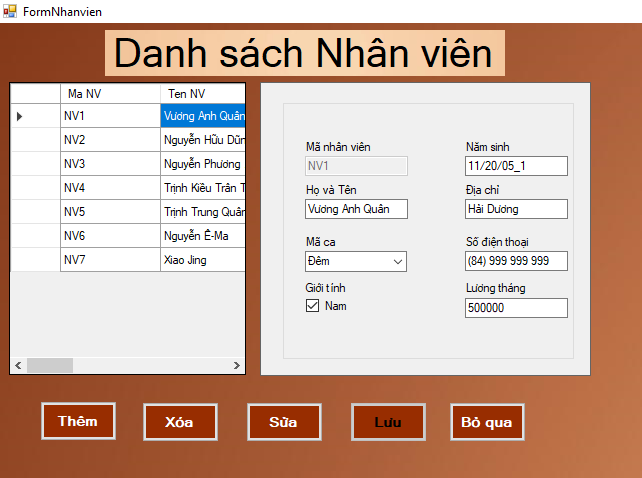 FormNhanvien
Danh sách Nhân viên
Ma NV Ten NV
NV1 Vương Anh Quân
NV2 Nguyễn Hữu Dũn
NV3 Nguyễn Phương
NV4 Trịnh Kiều Trân T
NV5 Trịnh Trung Quân
NV6 Nguyễn Ê-Ma
NV7 Xiao Jing
Mã nhân viên Năm sinh
NV1 11/20/05_1
Họ và Tên Địa chỉ
Vương Anh Quân Hải Dương
Mã ca Số điện thoại
Đêm (84) 999 999 999
Giới tính Lương tháng
Nam 500000
Thêm Xóa Sửa Lưu Bỏ qua